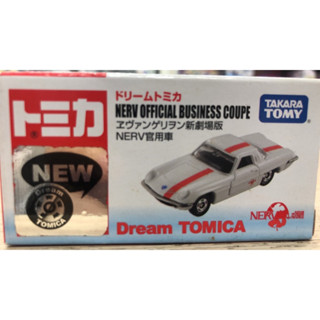 トミカ
ドリームトミカ
NERV OFFICIAL BUSINESS COUPE
ヱヴァンゲリヲン新劇場版
NERV官用車
TAKARA
TOMY
NEW
Dream
TOMICA
Dream TOMICA
NERV